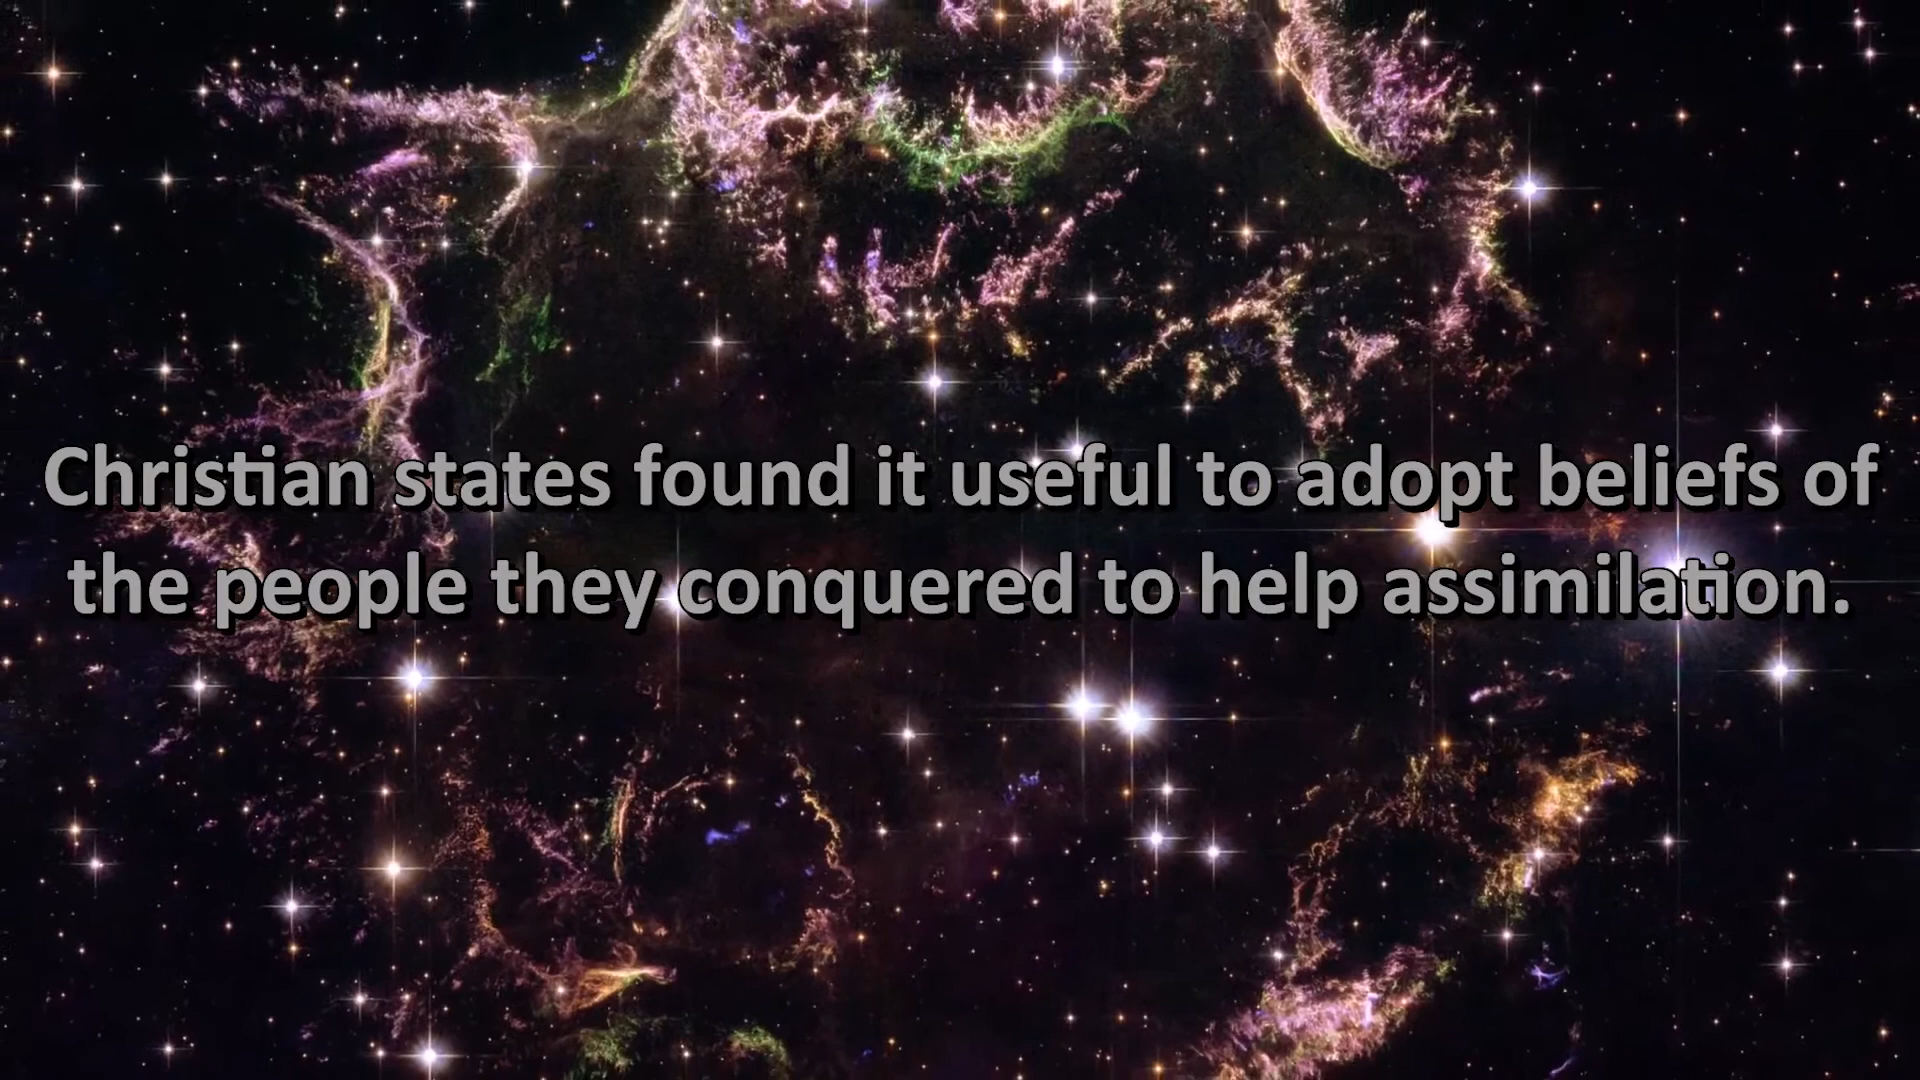 Christian states found it useful to adopt beliefs of
the people they conquered to help assimilation.